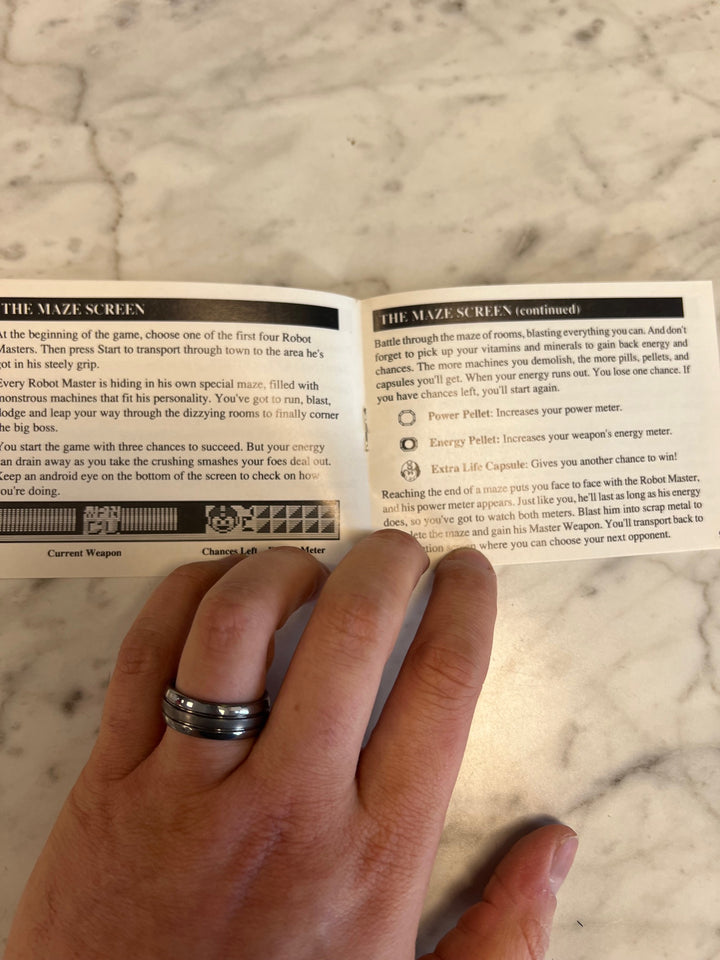 THE MAZE SCREEN
At the beginning of the game, choose one of the first four Robot
Masters. Then press Start to transport through town to the area he's
got in his steely grip.
Every Robot Master is hiding in his own special maze, filled with
monstrous machines that fit his personality. You've got to run, blast,
dodge and leap your way through the dizzying rooms to finally corner
the big boss.
You start the game with three chances to succeed. But your energy
can drain away as you take the crushing smashes your foes deal out.
Keep an android eye on the bottom of the screen to check on how
you're doing.
Current Weapon
Chances Left
Meter
THE MAZE SCREEN (continued)
Battle through the maze of rooms, blasting everything you can. And don't
forget to pick up your vitamins and minerals to gain back energy and
chances. The more machines you demolish, the more pills, pellets, and
capsules you'll get. When your energy runs out. You lose one chance. If
you have chances left, you'll start again.
Power Pellet: Increases your power meter.
Energy Pellet: Increases your weapon's energy meter.
Extra Life Capsule: Gives you another chance to win!
Reaching the end of a maze puts you face to face with the Robot Master,
and his power meter appears. Just like you, he'll last as long as his energy
does, so you've got to watch both meters. Blast him into scrap metal to
the maze and gain his Master Weapon. You'll transport back to
screen where you can choose your next opponent.